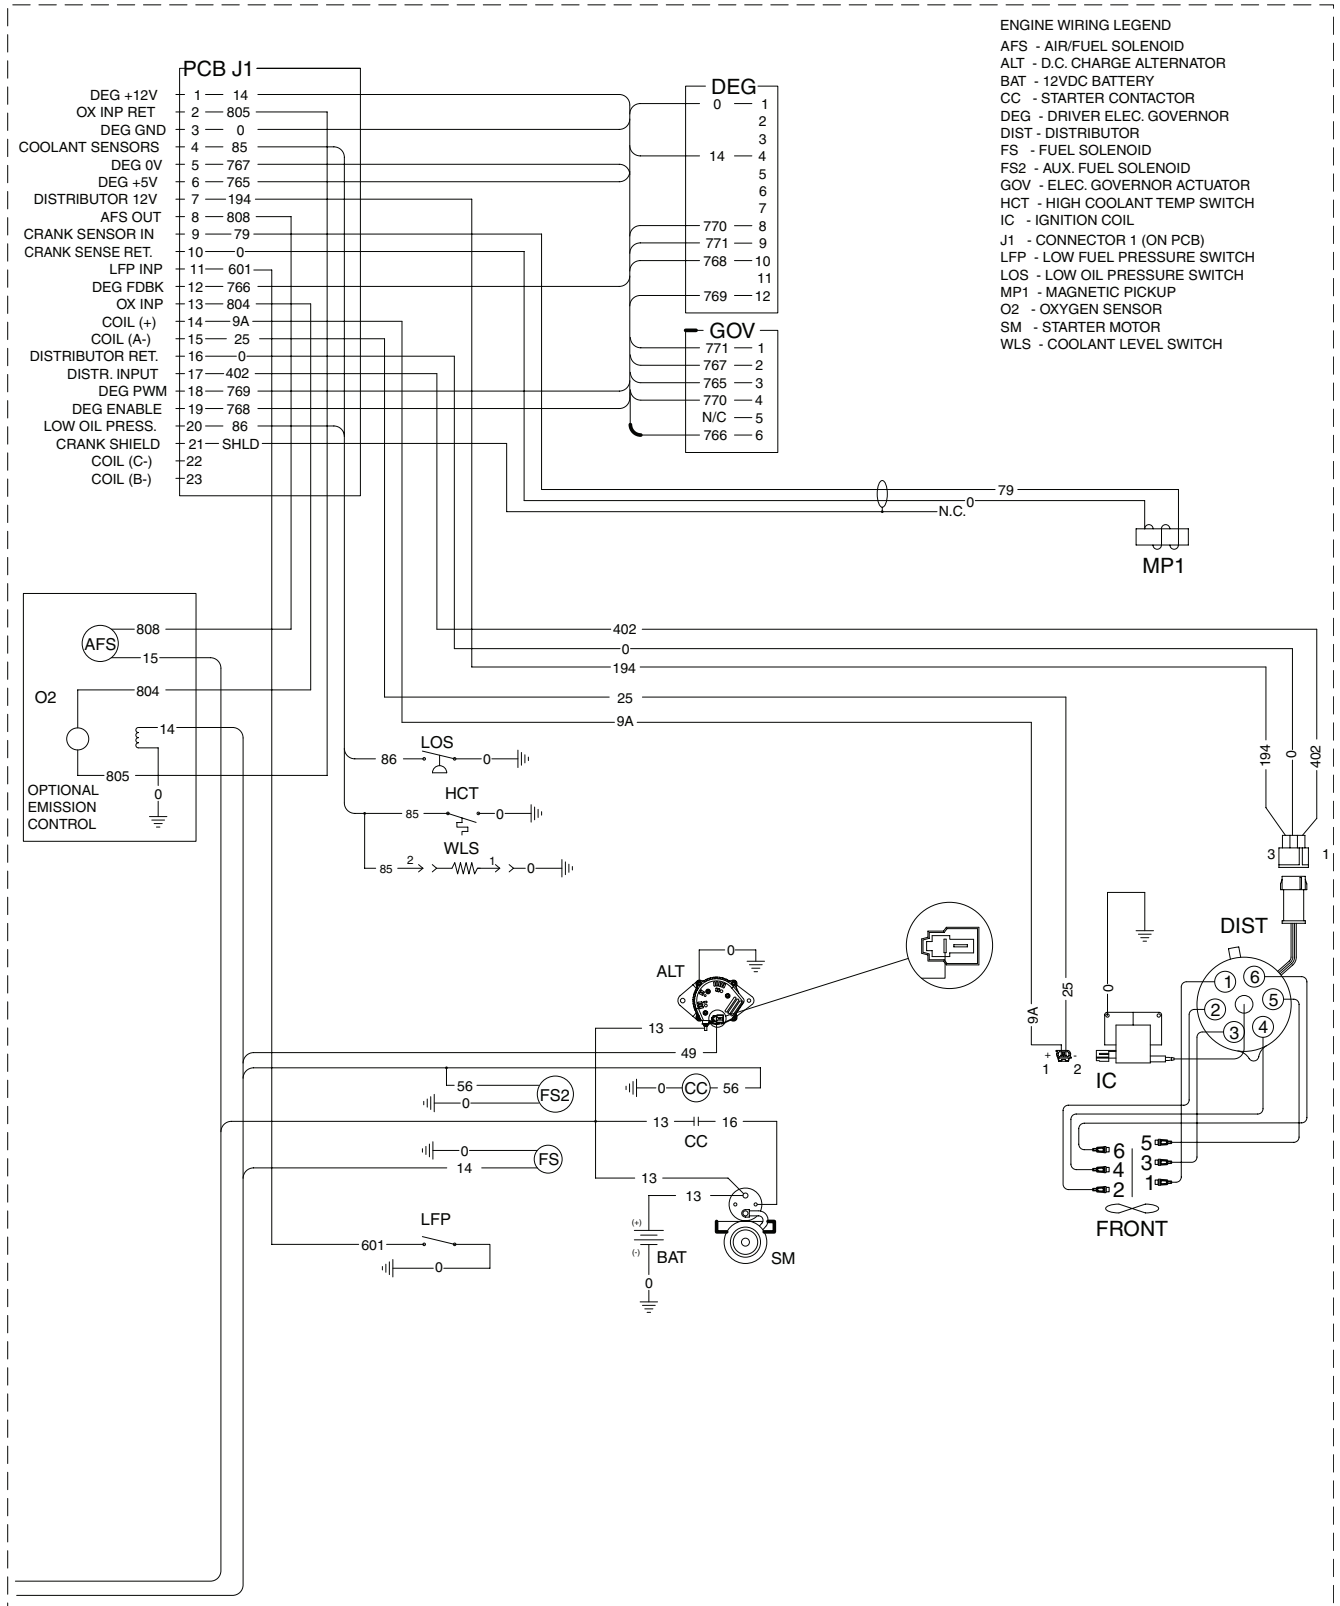 ENGINE WIRING LEGEND
AFS - AIR/FUEL SOLENOID
ALT - D.C. CHARGE ALTERNATOR
BAT - 12VDC BATTERY
CC - STARTER CONTACTOR
DEG - DRIVER ELEC. GOVERNOR
DIST - DISTRIBUTOR
FS - FUEL SOLENOID
FS2 - AUX. FUEL SOLENOID
GOV - ELEC. GOVERNOR ACTUATOR
HCT - HIGH COOLANT TEMP SWITCH
IC - IGNITION COIL
J1 - CONNECTOR 1 (ON PCB)
LFP - LOW FUEL PRESSURE SWITCH
LOS - LOW OIL PRESSURE SWITCH
MP1 - MAGNETIC PICKUP
O2 - OXYGEN SENSOR
SM - STARTER MOTOR
WLS - COOLANT LEVEL SWITCH
PCB J1
DEG +12V 1 14
OX INP RET 2 805
DEG GND 3 0
COOLANT SENSORS 4 85
DEG 0V 5 767
DEG +5V 6 765
DISTRIBUTOR 12V 7 194
AFS OUT 8 808
CRANK SENSOR IN 9 79
CRANK SENSE RET. 10 0
LFP INP 11 601
DEG FDBK 12 766
OX INP 13 804
COIL (+) 14 9A
COIL (A-) 15 25
DISTRIBUTOR RET. 16 0
DISTR. INPUT 17 402
DEG PWM 18 769
DEG ENABLE 19 768
LOW OIL PRESS. 20 86
CRANK SHIELD 21 SHLD
COIL (C-) 22
COIL (B-) 23
DEG
0 1
2
3
14 4
5
6
7
770 8
771 9
768 10
11
769 12
GOV
771 1
767 2
765 3
770 4
N/C 5
766 6
79
0
N.C.
MP1
AFS
808
15
O2
804
14
805
0
OPTIONAL
EMISSION
CONTROL
402
0
194
25
9A
LOS
86 0
HCT
85 0
WLS
85 2 1 0
194
0
402
3 1
DIST
1
6
2
5
3
4
ALT
0
13
49
9A
25
+ -
1 2
0
IC
56
0
FS2
0 CC 56
13 16
CC
0
14
FS
13
13
(+)
(-)
BAT
0
SM
LFP
601
0
6 5
4 3
2 1
FRONT